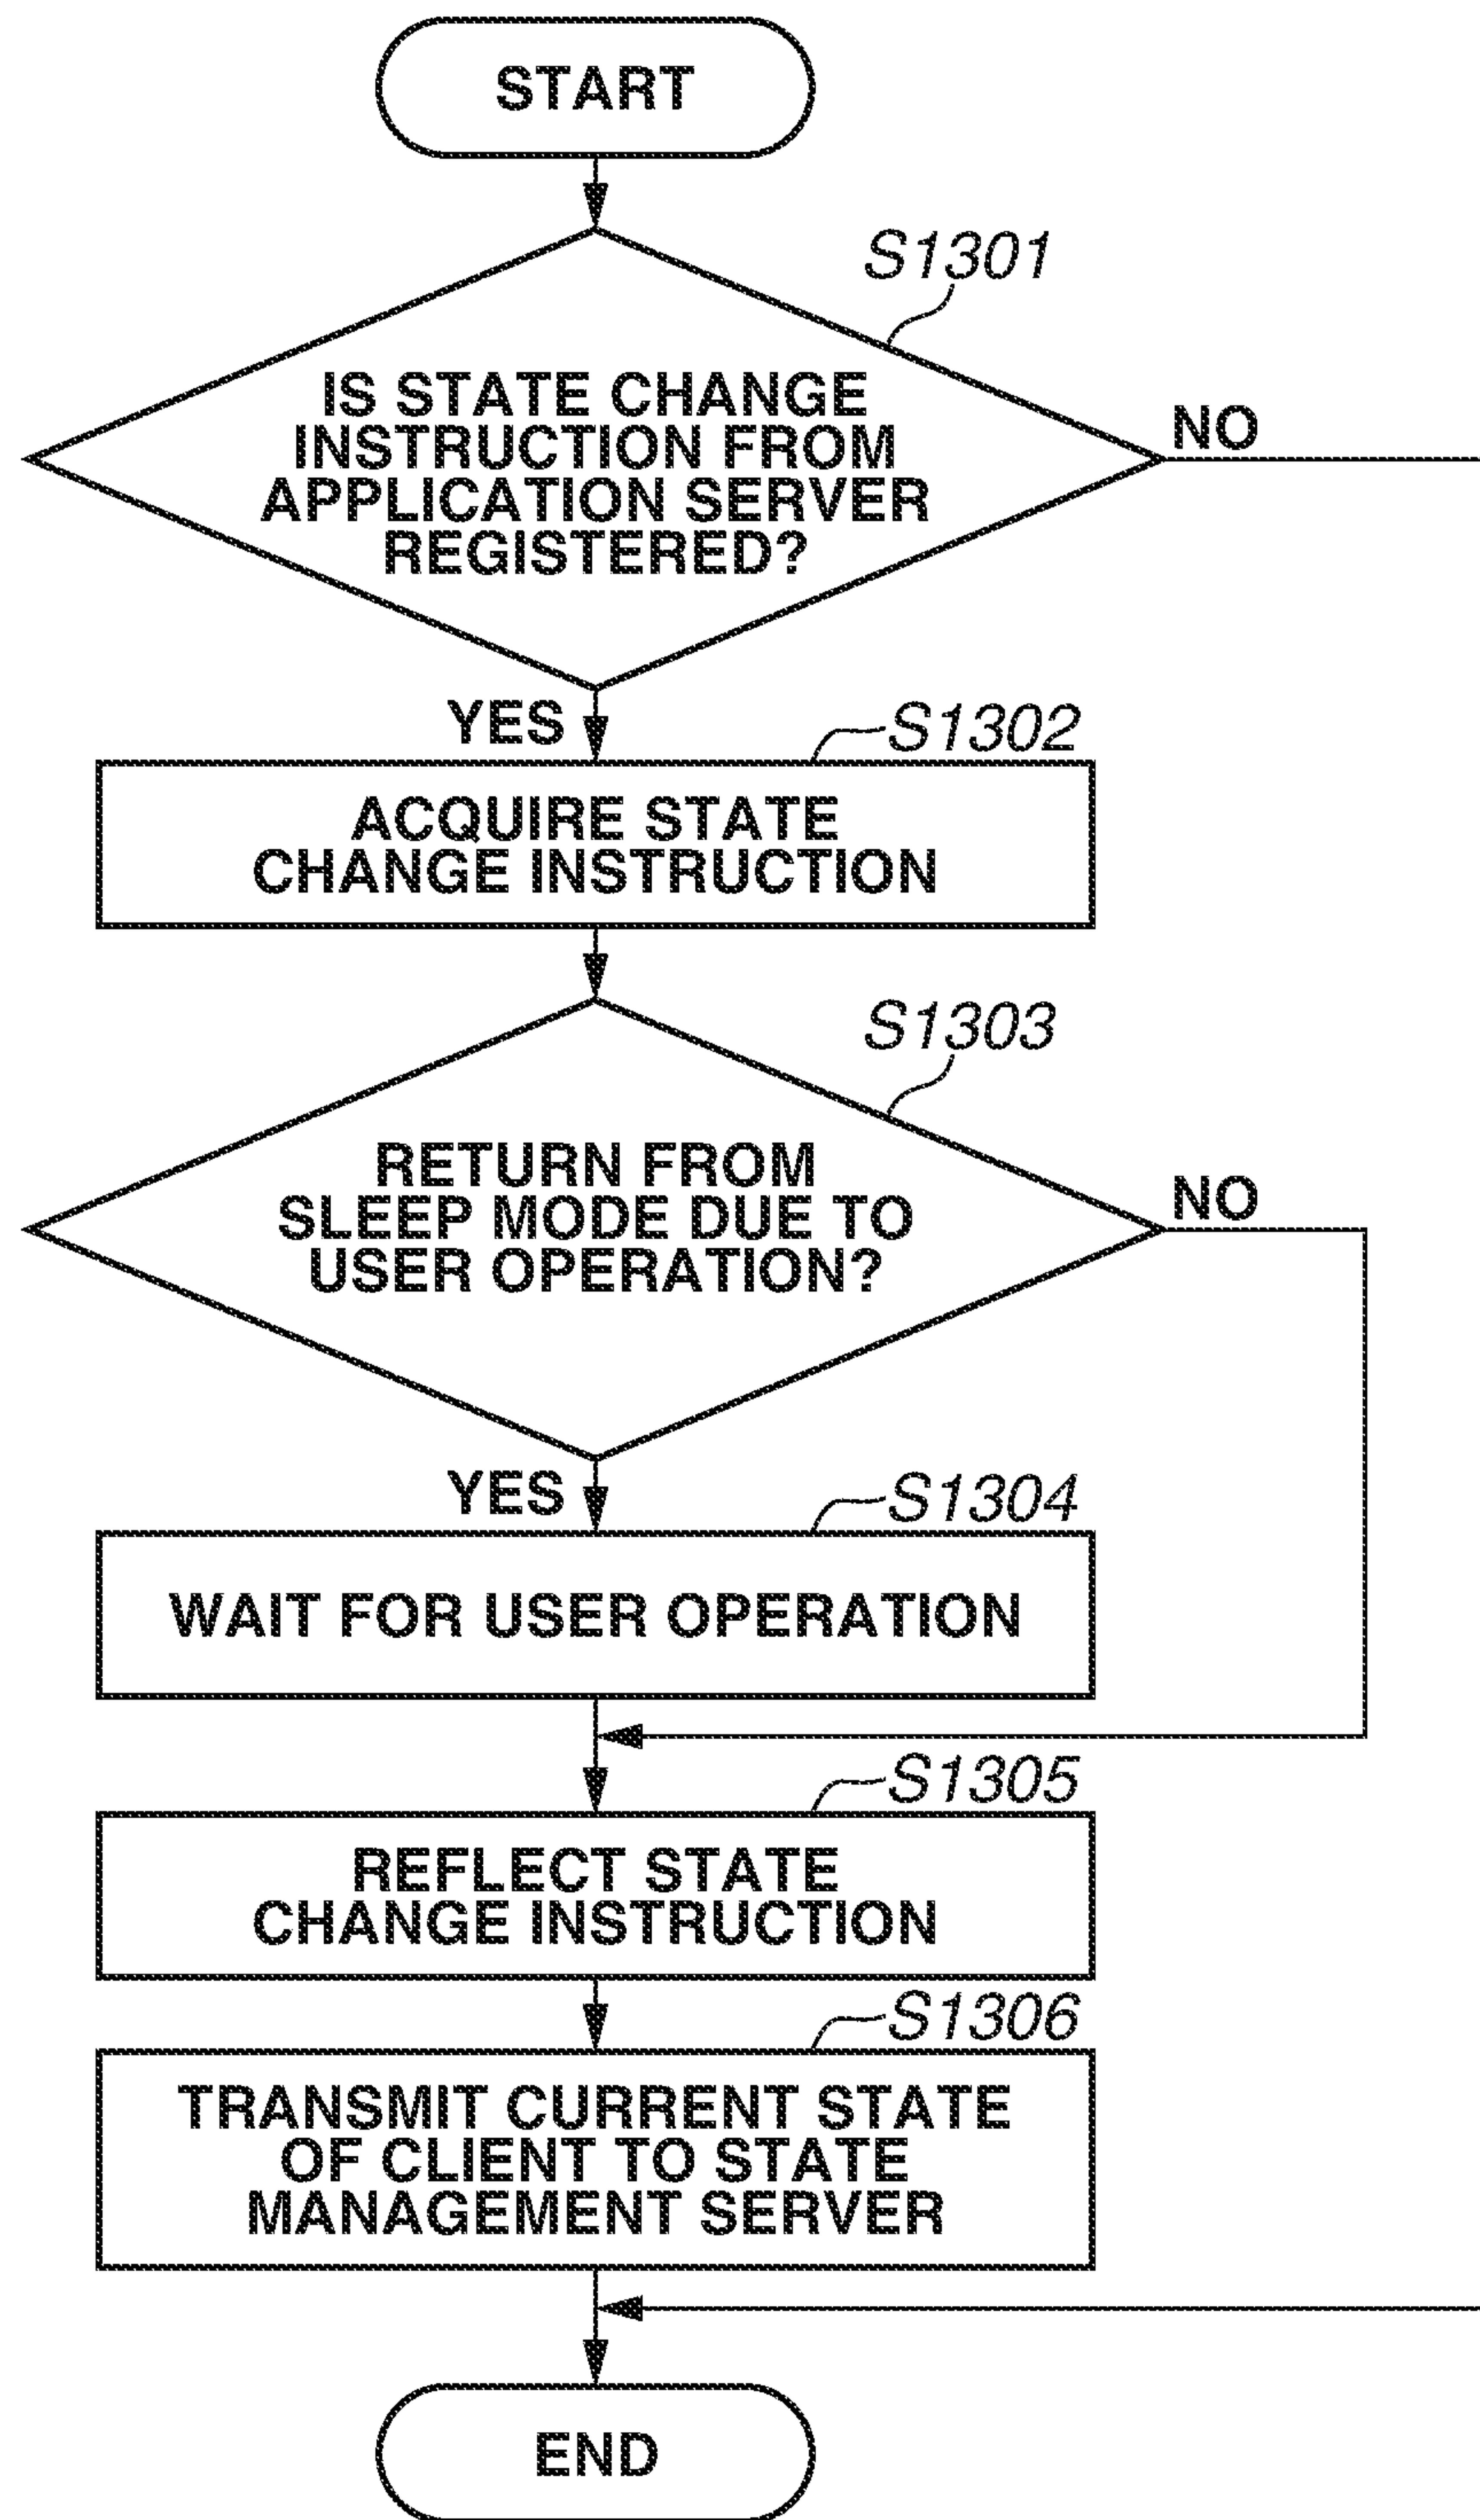 START
S1301
IS STATE CHANGE
INSTRUCTION FROM
APPLICATION SERVER
REGISTERED?
NO
YES
S1302
ACQUIRE STATE
CHANGE INSTRUCTION
S1303
RETURN FROM
SLEEP MODE DUE TO
USER OPERATION?
NO
YES
S1304
WAIT FOR USER OPERATION
S1305
REFLECT STATE
CHANGE INSTRUCTION
S1306
TRANSMIT CURRENT STATE
OF CLIENT TO STATE
MANAGEMENT SERVER
END